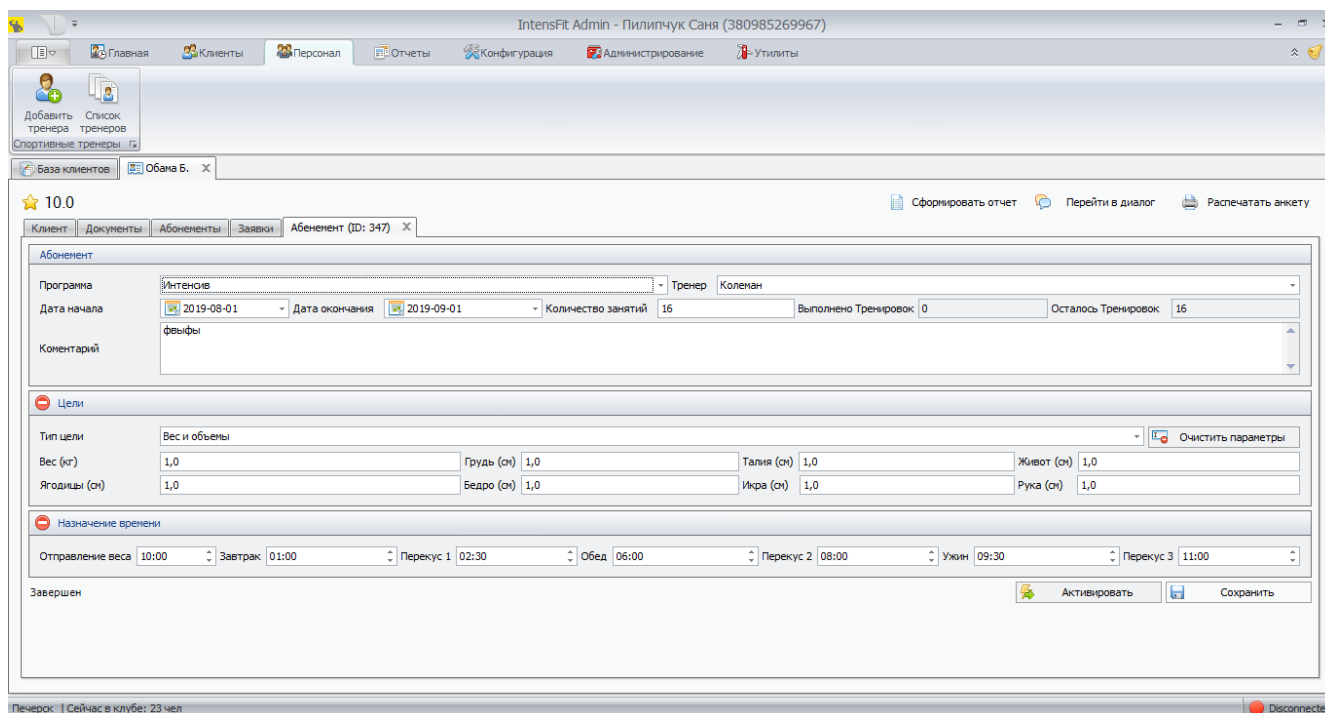 IntensFit Admin - Пилипчук Саня (380985269967)
Главная Клиенты Персонал Отчеты Конфигурация Администрирование Утилиты
Добавить тренера Список тренеров
Спортивные тренеры
База клиентов Обама Б. X
10.0 Сформировать отчет Перейти в диалог Распечатать анкету
Клиент Документы Абонементы Заявки Абенемент (ID: 347) X
Абонемент
Программа Интенсив Тренер Колеман
Дата начала 2019-08-01 Дата окончания 2019-09-01 Количество занятий 16 Выполнено Тренировок 0 Осталось Тренировок 16
Коментарий фвыфы
Цели
Тип цели Вес и объемы Очистить параметры
Вес (кг) 1,0 Грудь (см) 1,0 Талия (см) 1,0 Живот (см) 1,0
Ягодицы (см) 1,0 Бедро (см) 1,0 Икра (см) 1,0 Рука (см) 1,0
Назначение времени
Отправление веса 10:00 Завтрак 01:00 Перекус 1 02:30 Обед 06:00 Перекус 2 08:00 Ужин 09:30 Перекус 3 11:00
Завершен Активировать Сохранить
Печерск | Сейчас в клубе: 23 чел Disconnecte